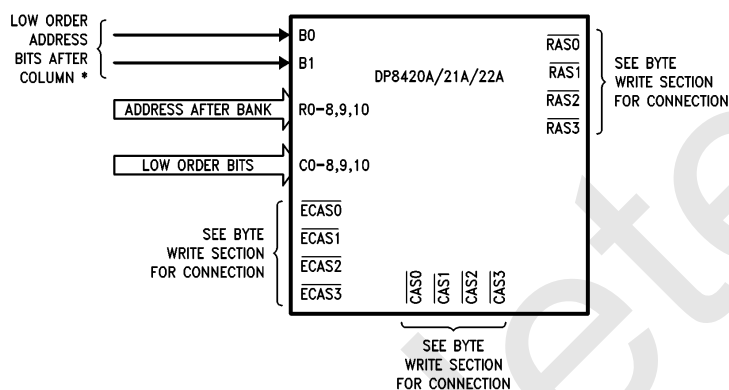 LOW ORDER
ADDRESS
BITS AFTER
COLUMN *
B0
B1
ADDRESS AFTER BANK
R0-8,9,10
LOW ORDER BITS
C0-8,9,10
DP8420A/21A/22A
RAS0
RAS1
RAS2
RAS3
SEE BYTE
WRITE SECTION
FOR CONNECTION
SEE BYTE
WRITE SECTION
FOR CONNECTION
ECAS0
ECAS1
ECAS2
ECAS3
CAS0
CAS1
CAS2
CAS3
SEE BYTE
WRITE SECTION
FOR CONNECTION